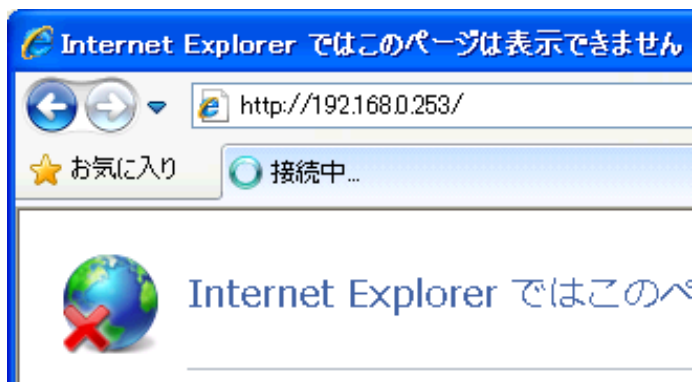 Internet Explorer ではこのページは表示できません
http://192.168.0.253/
お気に入り
接続中...
Internet Explorer ではこのペ